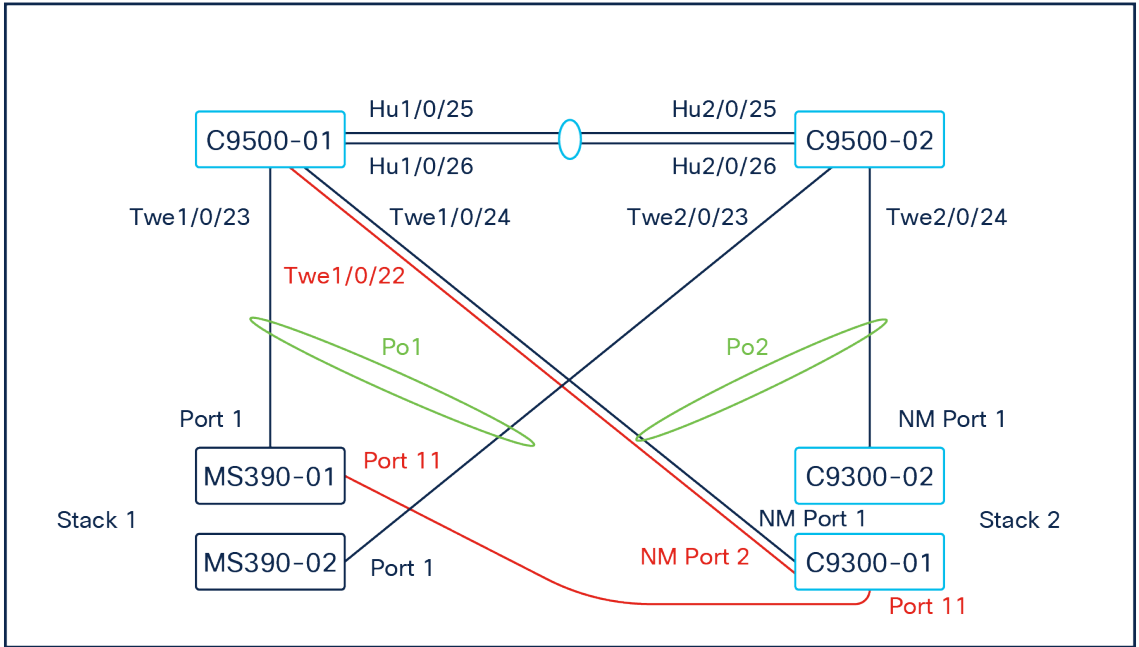 Hu1/0/25
Hu2/0/25
C9500-01
C9500-02
Hu1/0/26
Hu2/0/26
Twe1/0/23
Twe1/0/24
Twe2/0/23
Twe2/0/24
Twe1/0/22
Po1
Po2
Port 1
NM Port 1
Port 11
MS390-01
C9300-02
Stack 1
NM Port 1
Stack 2
MS390-02
Port 1
NM Port 2
C9300-01
Port 11